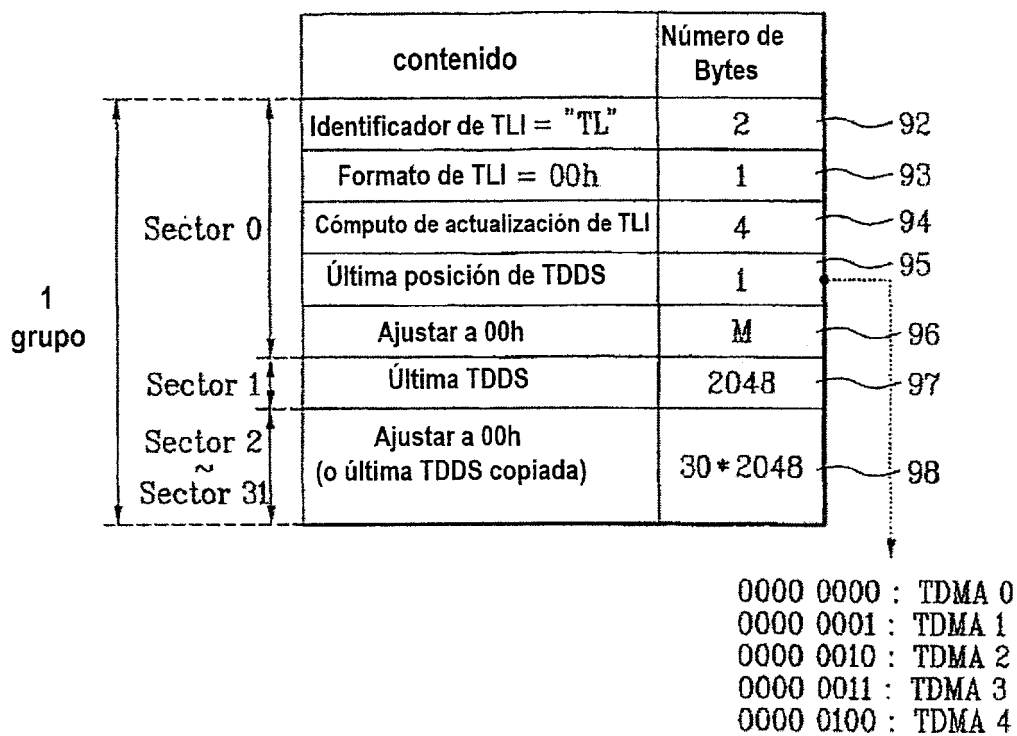 contenido
Número de
Bytes
Identificador de TLI = "TL"
2
92
Formato de TLI = 00h
1
93
Sector 0
Cómputo de actualización de TLI
4
94
Última posición de TDDS
1
95
1
grupo
Ajustar a 00h
M
96
Sector 1
Última TDDS
2048
97
Sector 2
~
Sector 31
Ajustar a 00h
(o última TDDS copiada)
30*2048
98
0000 0000 : TDMA 0
0000 0001 : TDMA 1
0000 0010 : TDMA 2
0000 0011 : TDMA 3
0000 0100 : TDMA 4